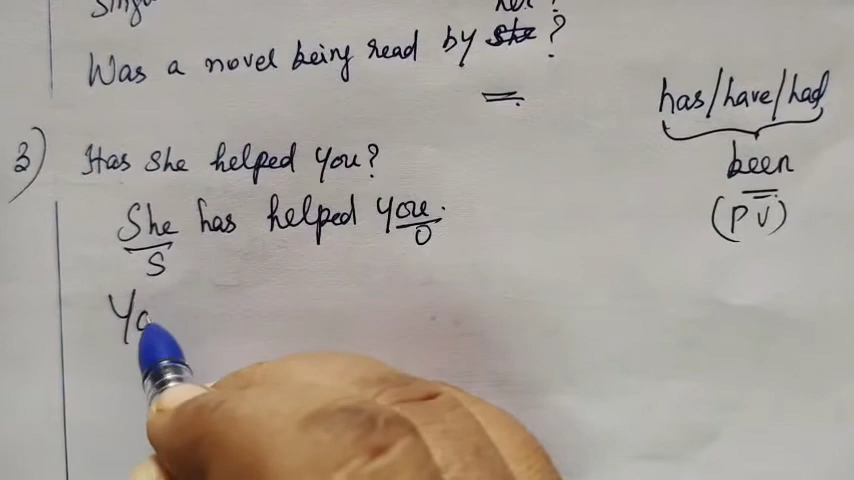 Was a novel being read by she her?
3) Has she helped you?
She has helped you.
S O
Yo
has/have/had
been
(PV)